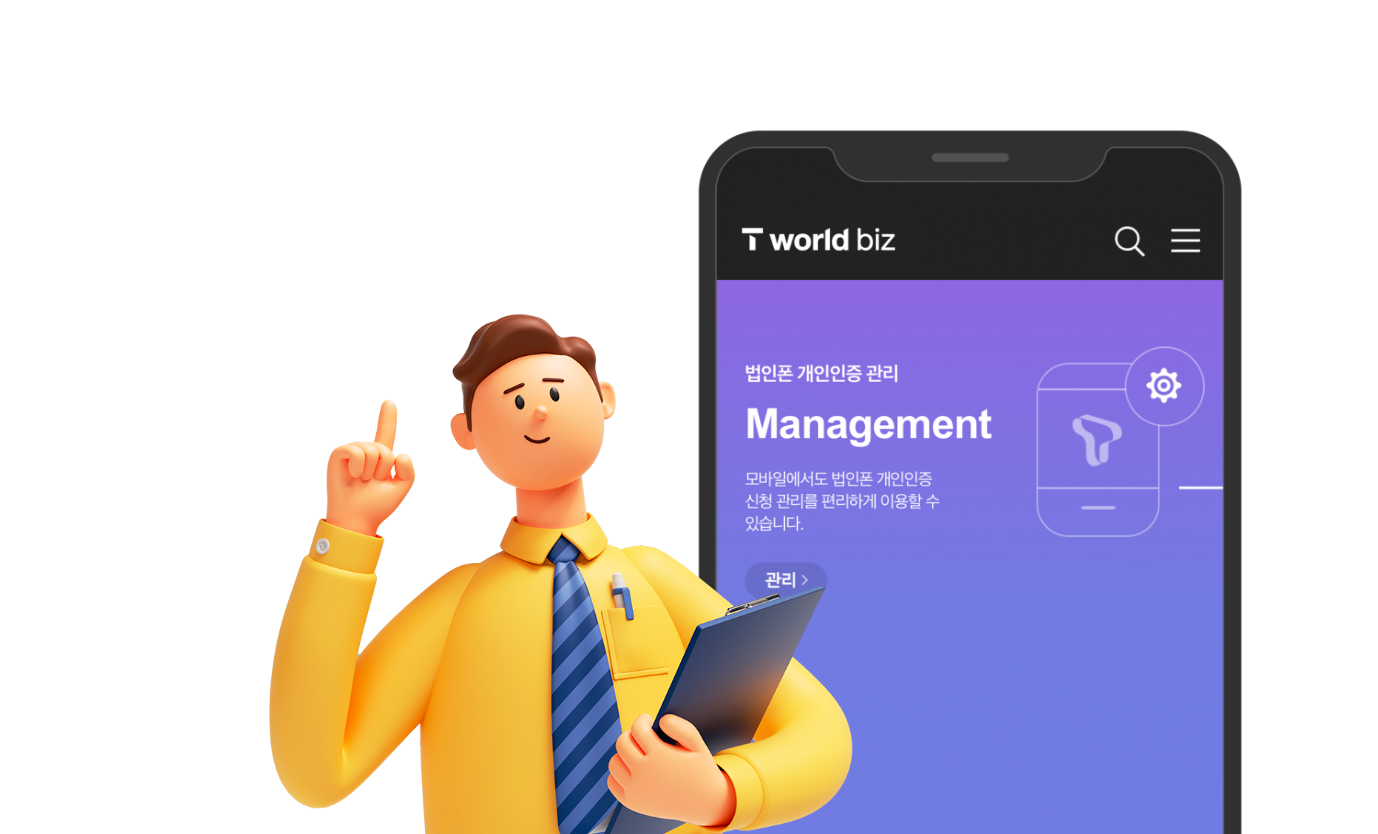 T world biz
법인폰 개인인증 관리
Management
모바일에서도 법인폰 개인인증
신청 관리를 편리하게 이용할 수
있습니다.
관리 >